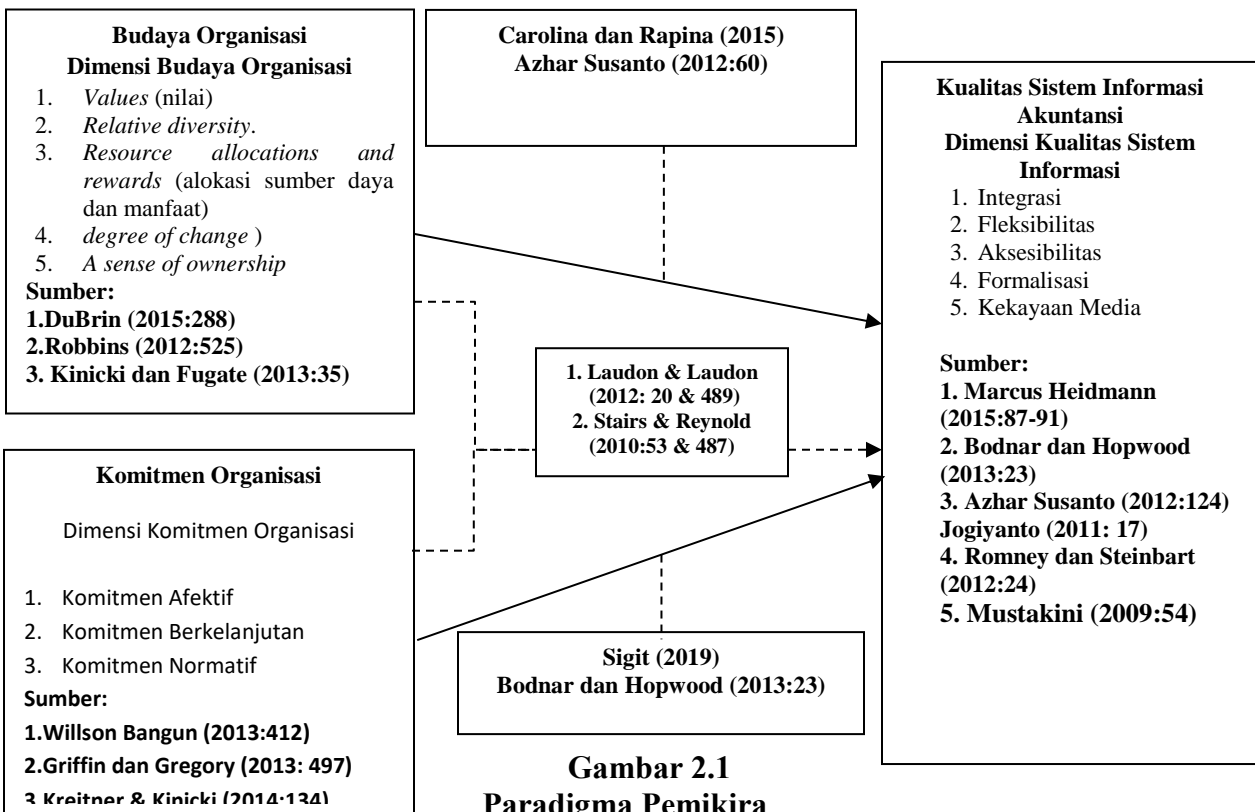 Budaya Organisasi
Dimensi Budaya Organisasi
1. Values (nilai)
2. Relative diversity.
3. Resource allocations and
rewards (alokasi sumber daya
dan manfaat)
4. degree of change )
5. A sense of ownership
Sumber:
1.DuBrin (2015:288)
2.Robbins (2012:525)
3. Kinicki dan Fugate (2013:35)
Komitmen Organisasi
Dimensi Komitmen Organisasi
1. Komitmen Afektif
2. Komitmen Berkelanjutan
3. Komitmen Normatif
Sumber:
1.Willson Bangun (2013:412)
2.Griffin dan Gregory (2013: 497)
3.Kreitner & Kinicki (2014:134)
Carolina dan Rapina (2015)
Azhar Susanto (2012:60)
1. Laudon & Laudon
(2012: 20 & 489)
2. Stairs & Reynold
(2010:53 & 487)
Sigit (2019)
Bodnar dan Hopwood (2013:23)
Kualitas Sistem Informasi
Akuntansi
Dimensi Kualitas Sistem
Informasi
1. Integrasi
2. Fleksibilitas
3. Aksesibilitas
4. Formalisasi
5. Kekayaan Media
Sumber:
1. Marcus Heidmann
(2015:87-91)
2. Bodnar dan Hopwood
(2013:23)
3. Azhar Susanto (2012:124)
Jogiyanto (2011: 17)
4. Romney dan Steinbart
(2012:24)
5. Mustakini (2009:54)
Gambar 2.1
Paradigma Pemikira